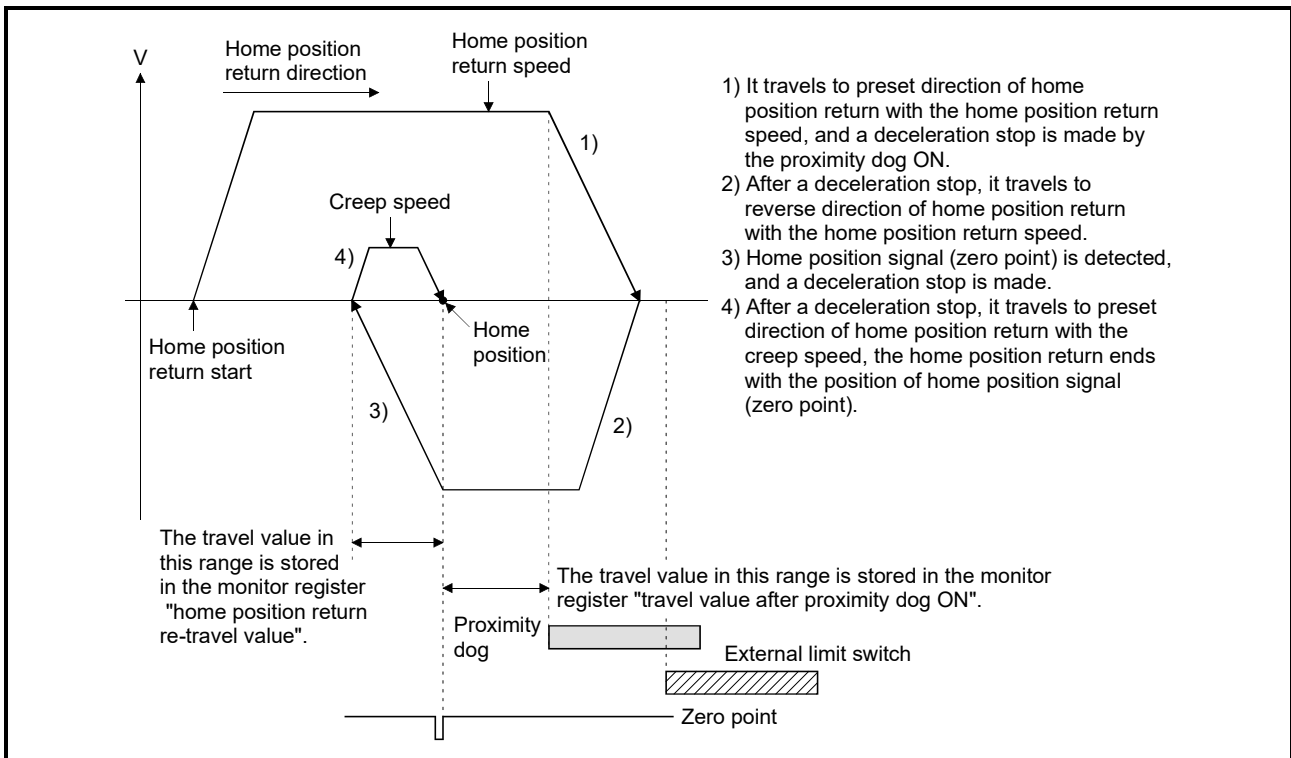 V
Home position
return direction
Home position
return speed
1)
Creep speed
4)
Home position
return start
Home
position
3)
2)
1) It travels to preset direction of home
position return with the home position return
speed, and a deceleration stop is made by
the proximity dog ON.
2) After a deceleration stop, it travels to
reverse direction of home position return
with the home position return speed.
3) Home position signal (zero point) is detected,
and a deceleration stop is made.
4) After a deceleration stop, it travels to preset
direction of home position return with the
creep speed, the home position return ends
with the position of home position signal
(zero point).
The travel value in
this range is stored
in the monitor register
"home position return
re-travel value".
The travel value in this range is stored in the monitor
register "travel value after proximity dog ON".
Proximity
dog
External limit switch
Zero point